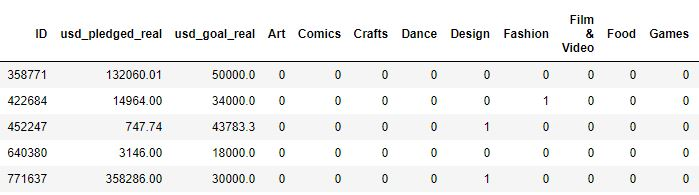 ID usd_pledged_real usd_goal_real Art Comics Crafts Dance Design Fashion Film & Video Food Games
358771 132060.01 50000.0 0 0 0 0 0 0 0 0 0
422684 14964.00 34000.0 0 0 0 0 0 1 0 0 0
452247 747.74 43783.3 0 0 0 0 1 0 0 0 0
640380 3146.00 18000.0 0 0 0 0 0 0 0 0 0
771637 358286.00 30000.0 0 0 0 0 1 0 0 0 0